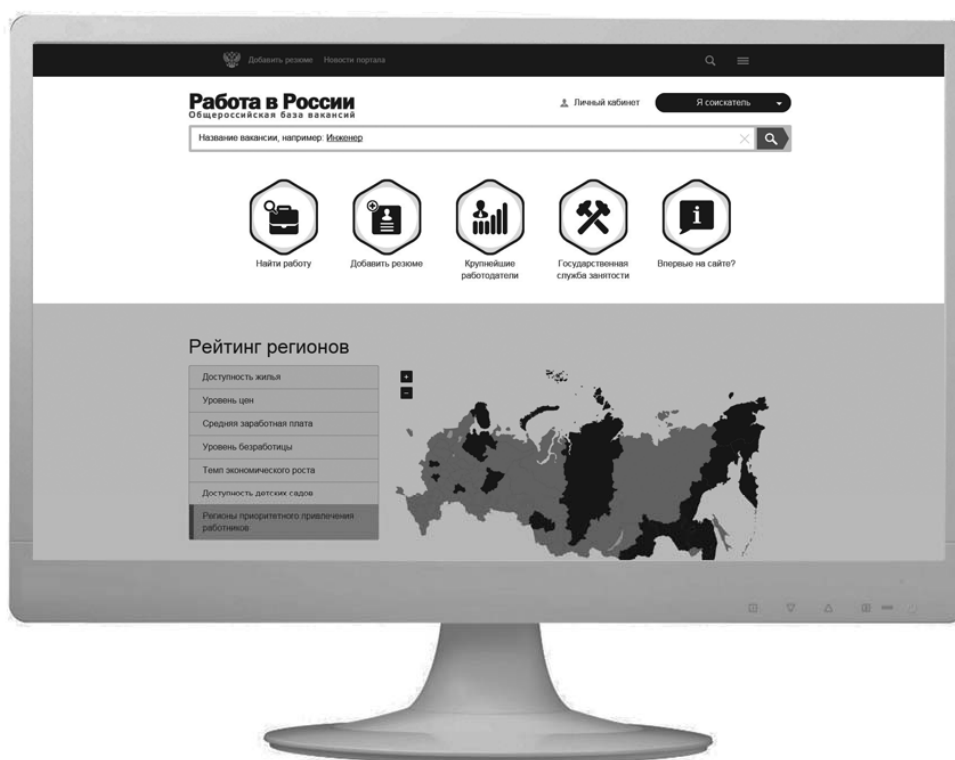 Добавить резюме Новости портала
Работа в России
Общероссийская база вакансий
Личный кабинет
Я соискатель
Название вакансии, например: Инженер
Найти работу
Добавить резюме
Крупнейшие
работодатели
Государственная
служба занятости
Впервые на сайте?
Рейтинг регионов
Доступность жилья
Уровень цен
Средняя заработная плата
Уровень безработицы
Темп экономического роста
Доступность детских садов
Регионы приоритетного привлечения
работников